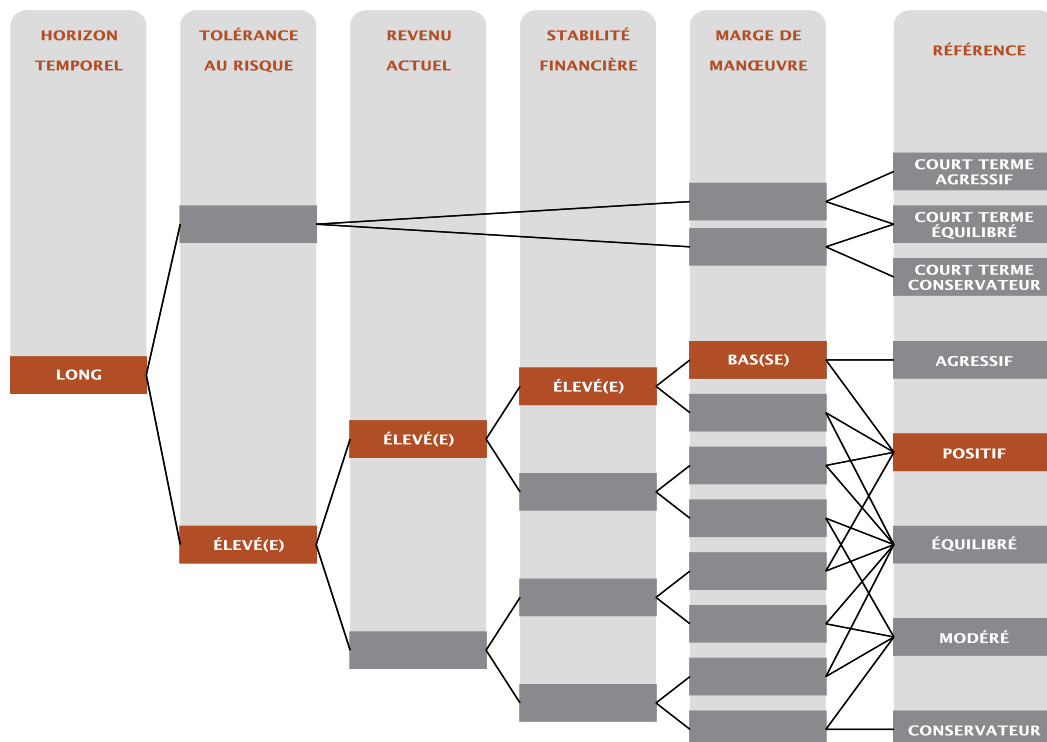 HORIZON
TEMPOREL
TOLÉRANCE
AU RISQUE
REVENU
ACTUEL
STABILITÉ
FINANCIÈRE
MARGE DE
MANŒUVRE
RÉFÉRENCE
COURT TERME
AGRESSIF
COURT TERME
ÉQUILIBRÉ
COURT TERME
CONSERVATEUR
LONG
ÉLEVÉ(E)
ÉLEVÉ(E)
ÉLEVÉ(E)
BAS(SE)
AGRESSIF
POSITIF
ÉQUILIBRÉ
MODÉRÉ
CONSERVATEUR